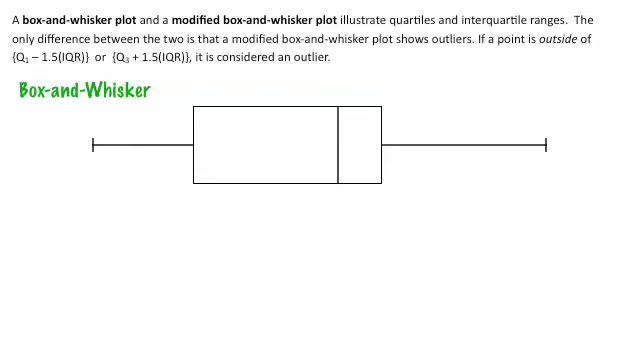 A box-and-whisker plot and a modified box-and-whisker plot illustrate quartiles and interquartile ranges. The
only difference between the two is that a modified box-and-whisker plot shows outliers. If a point is outside of
{Q₁ – 1.5(IQR)} or {Q₃ + 1.5(IQR)}, it is considered an outlier.
Box-and-Whisker